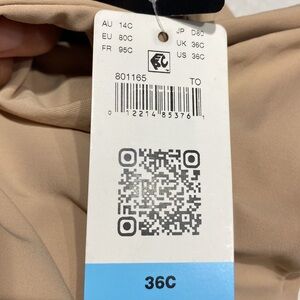 AU 14C JP D80
EU 80C UK 36C
FR 95C US 36C
801165 TO
0 12214 85376 1
36C